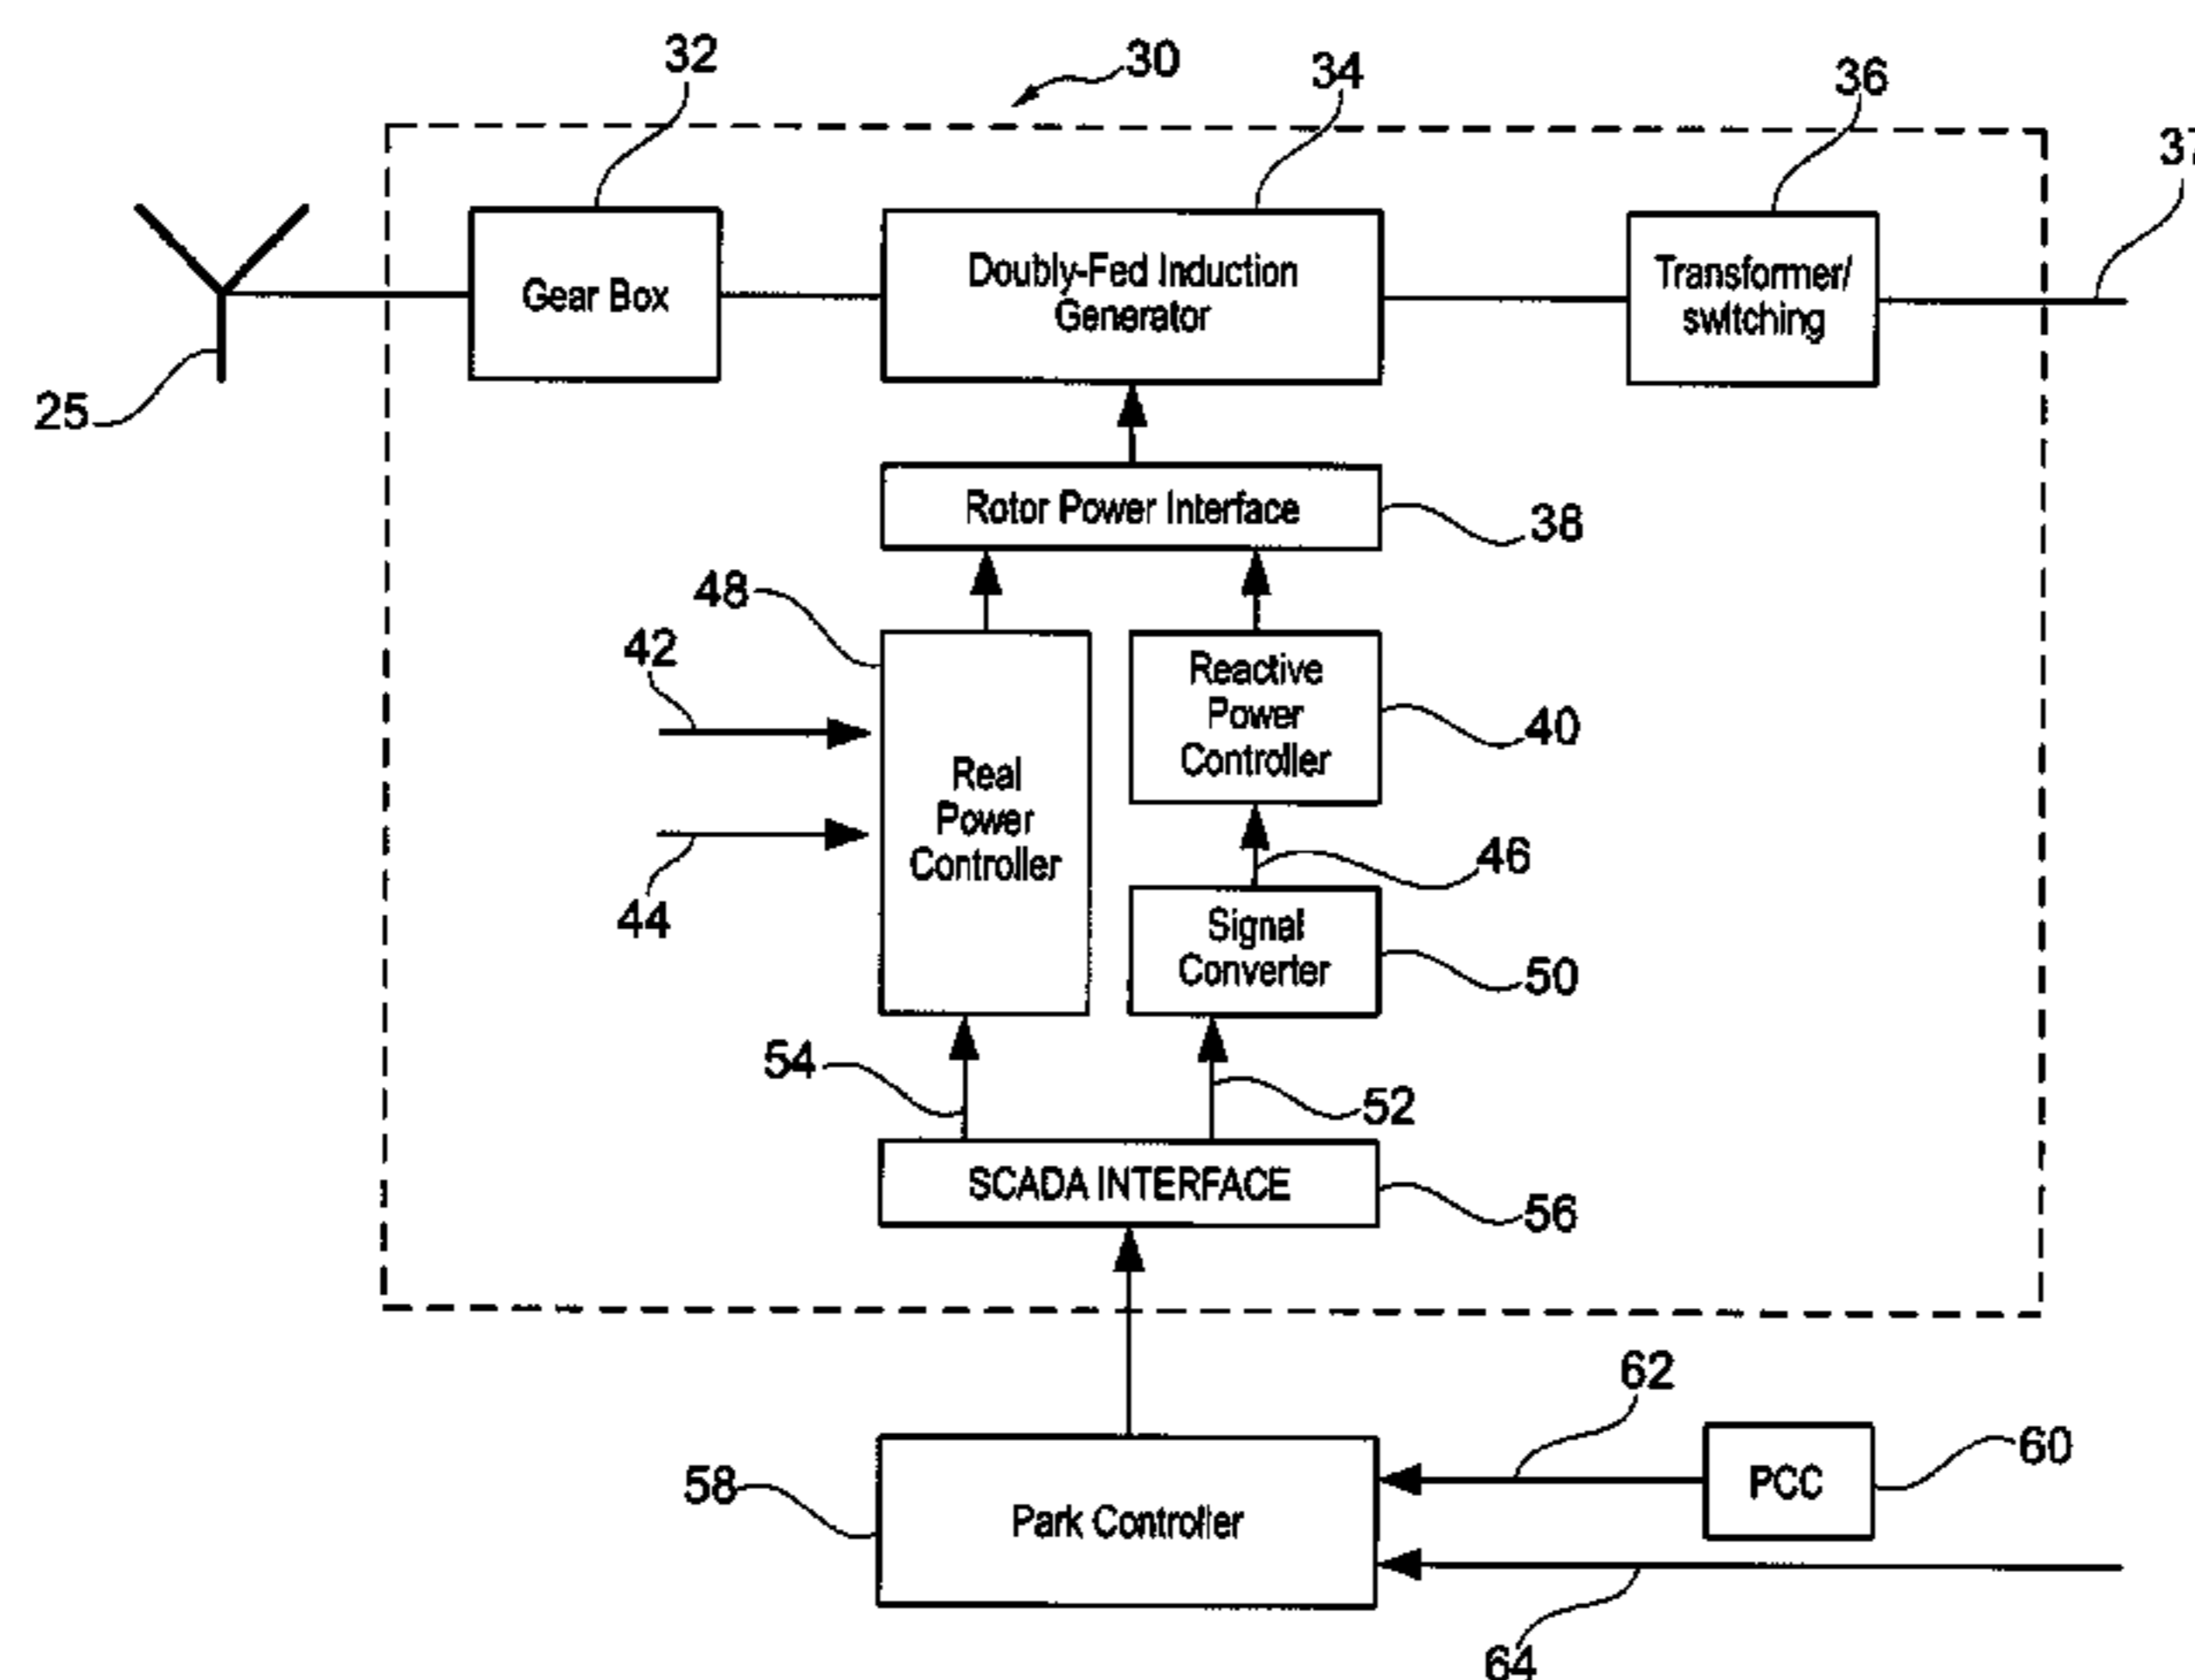 32
30
34
36
37
Gear Box
Doubly-Fed Induction
Generator
Transformer/
switching
25
Rotor Power Interface
38
48
42
Reactive
Power
Controller
40
Real
Power
Controller
44
46
Signal
Converter
50
54
52
SCADA INTERFACE
56
62
60
PCC
58
Park Controller
64